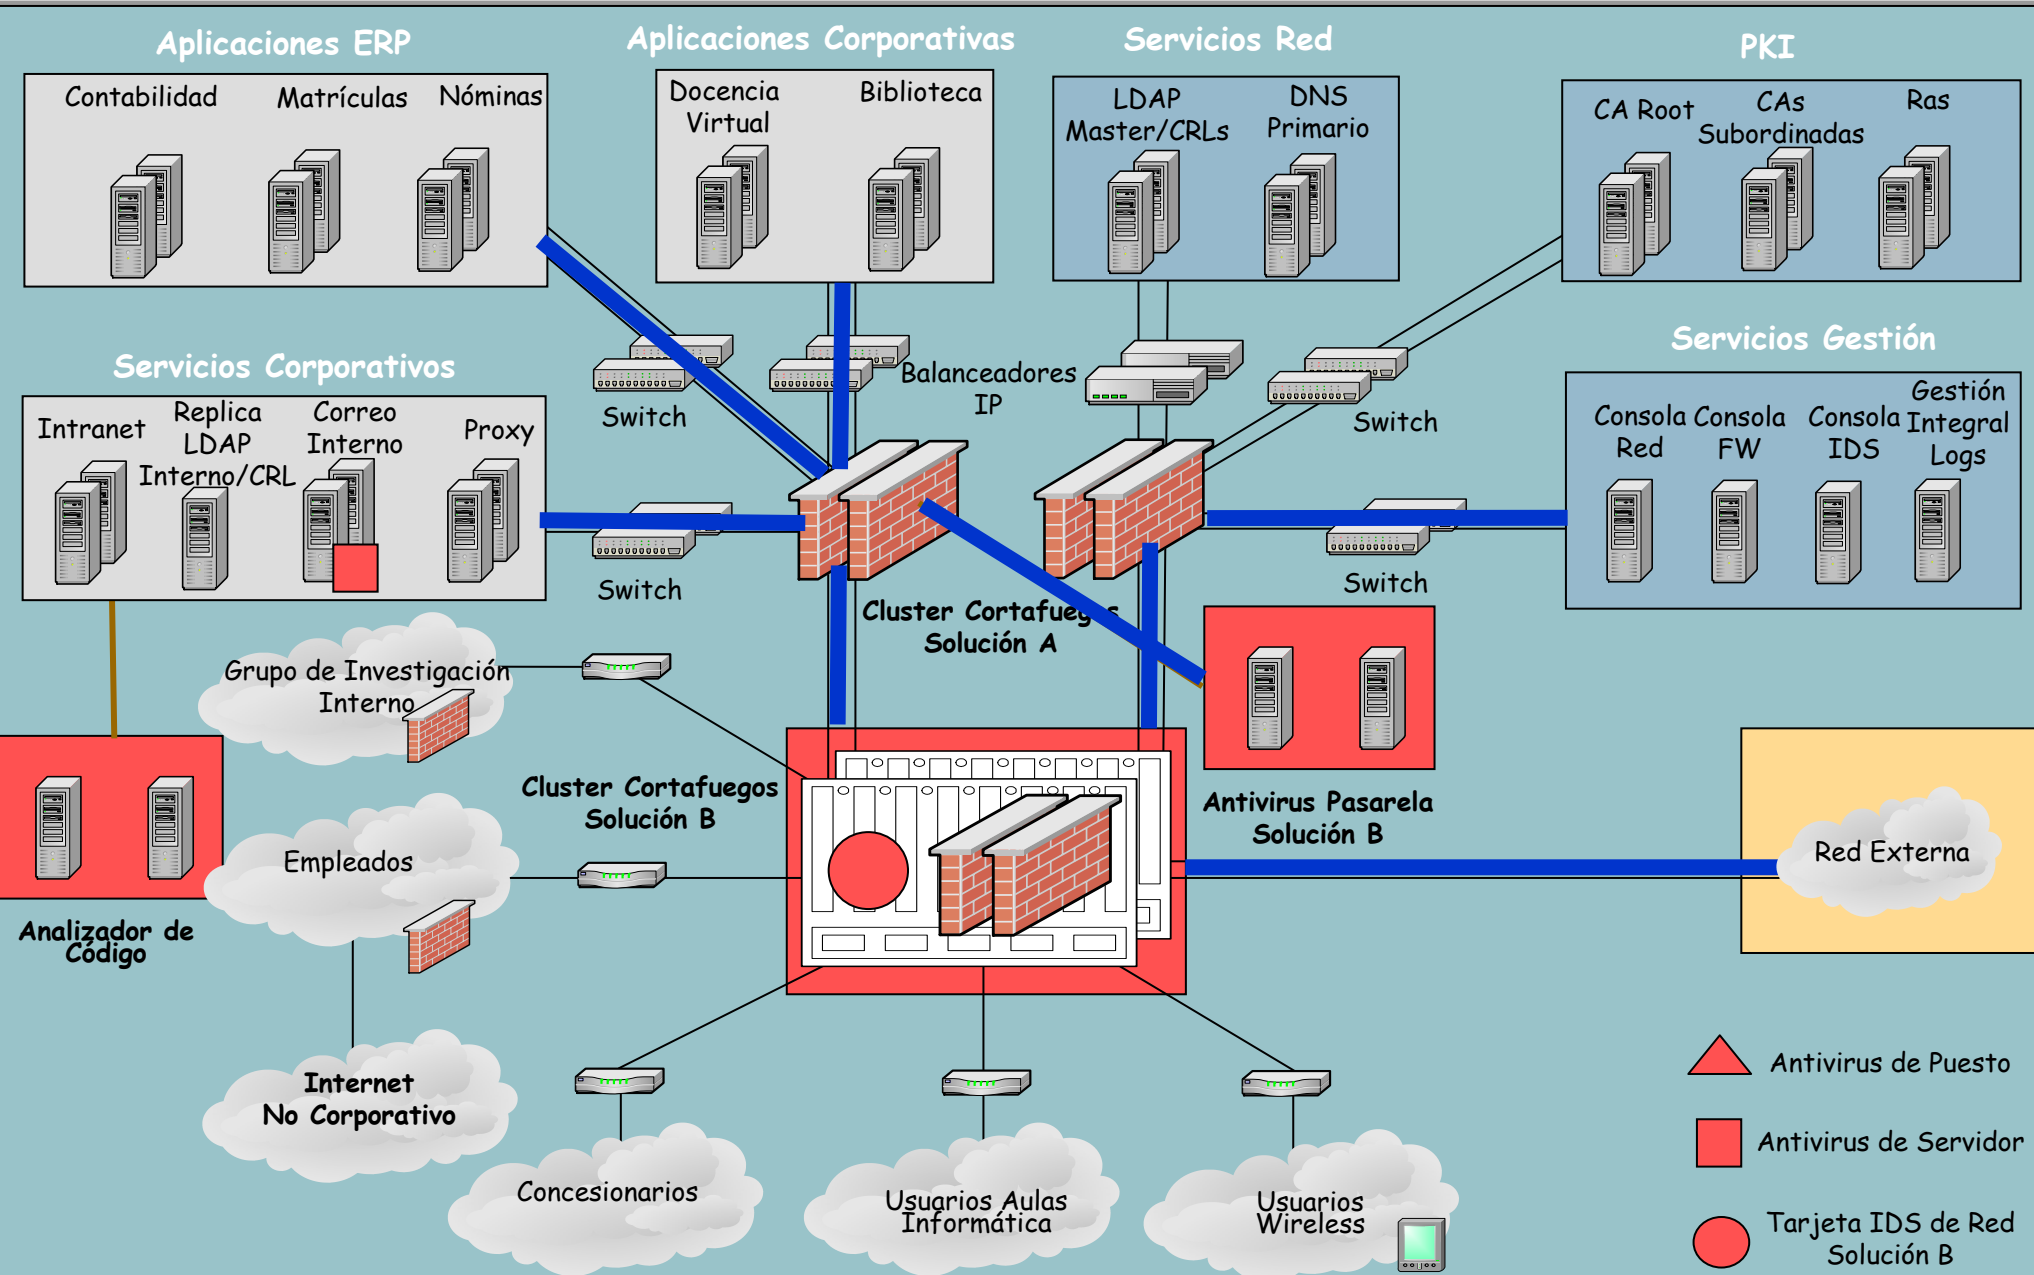 Aplicaciones ERP
Aplicaciones Corporativas
Servicios Red
PKI
Contabilidad
Matrículas
Nóminas
Docencia
Virtual
Biblioteca
LDAP
Master/CRLs
DNS
Primario
CA Root
CAs
Subordinadas
Ras
Servicios Corporativos
Switch
Balanceadores
IP
Switch
Servicios Gestión
Intranet
Replica
LDAP
Interno/CRL
Correo
Interno
Proxy
Consola
Red
Consola
FW
Consola
IDS
Gestión
Integral
Logs
Switch
Switch
Cluster Cortafuegos
Solución A
Grupo de Investigación
Interno
Cluster Cortafuegos
Solución B
Antivirus Pasarela
Solución B
Empleados
Red Externa
Analizador de
Código
Internet
No Corporativo
Antivirus de Puesto
Antivirus de Servidor
Concesionarios
Usuarios Aulas
Informática
Usuarios
Wireless
Tarjeta IDS de Red
Solución B